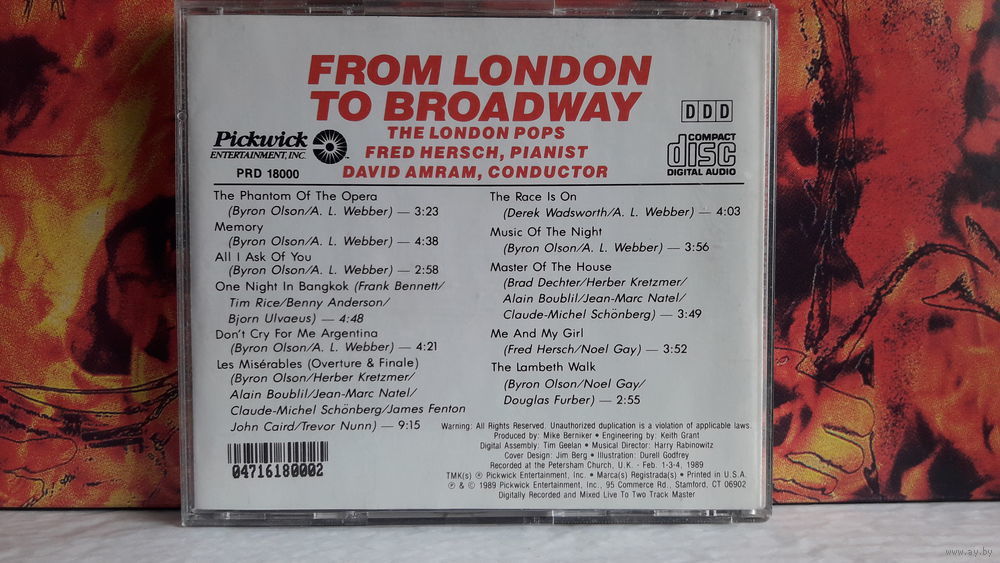 FROM LONDON
TO BROADWAY
THE LONDON POPS
FRED HERSCH, PIANIST
DAVID AMRAM, CONDUCTOR
Pickwick
ENTERTAINMENT, INC.
PRD 18000
DDD
COMPACT
disc
DIGITAL AUDIO
The Phantom Of The Opera
(Byron Olson/A. L. Webber) — 3:23
Memory
(Byron Olson/A. L. Webber) — 4:38
All I Ask Of You
(Byron Olson/A. L. Webber) — 2:58
One Night In Bangkok (Frank Bennett/
Tim Rice/Benny Anderson/
Bjorn Ulvaeus) — 4:48
Don't Cry For Me Argentina
(Byron Olson/A. L. Webber) — 4:21
Les Misérables (Overture & Finale)
(Byron Olson/Herber Kretzmer/
Alain Boublil/Jean-Marc Natel/
Claude-Michel Schönberg/James Fenton
John Caird/Trevor Nunn) — 9:15
The Race Is On
(Derek Wadsworth/A. L. Webber) — 4:03
Music Of The Night
(Byron Olson/A. L. Webber) — 3:56
Master Of The House
(Brad Dechter/Herber Kretzmer/
Alain Boublil/Jean-Marc Natel/
Claude-Michel Schönberg) — 3:49
Me And My Girl
(Fred Hersch/Noel Gay) — 3:52
The Lambeth Walk
(Byron Olson/Noel Gay/
Douglas Furber) — 2:55
04716180002
Warning: All Rights Reserved. Unauthorized duplication is a violation of applicable laws.
Produced by: Mike Berniker • Engineering by: Keith Grant
Digital Assembly: Tim Geelan • Musical Director: Harry Rabinowitz
Cover Design: Jim Berg • Illustration: Durell Godfrey
Recorded at the Petersham Church, U.K. - Feb. 1-3-4, 1989
TMK(s) ® Pickwick Entertainment, Inc. • Marca(s) Registrada(s) • Printed in U.S.A.
℗ & © 1989 Pickwick Entertainment, Inc., 95 Commerce Rd., Stamford, CT 06902
Digitally Recorded and Mixed Live To Two Track Master
www.ay.by